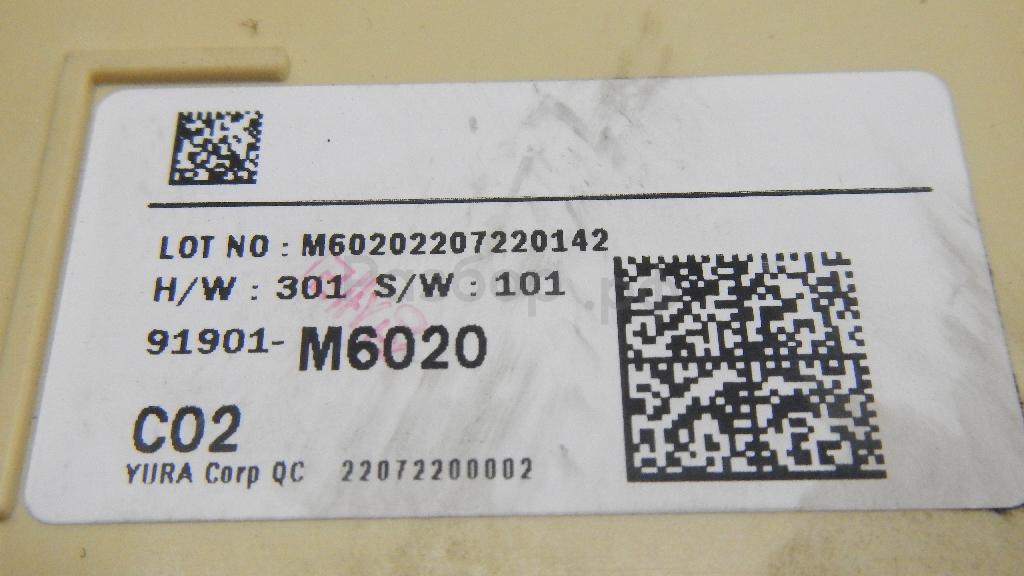 LOT NO : M60202207220142
H/W : 301 S/W : 101
91901- M6020
C02
YURA Corp QC 22072200002